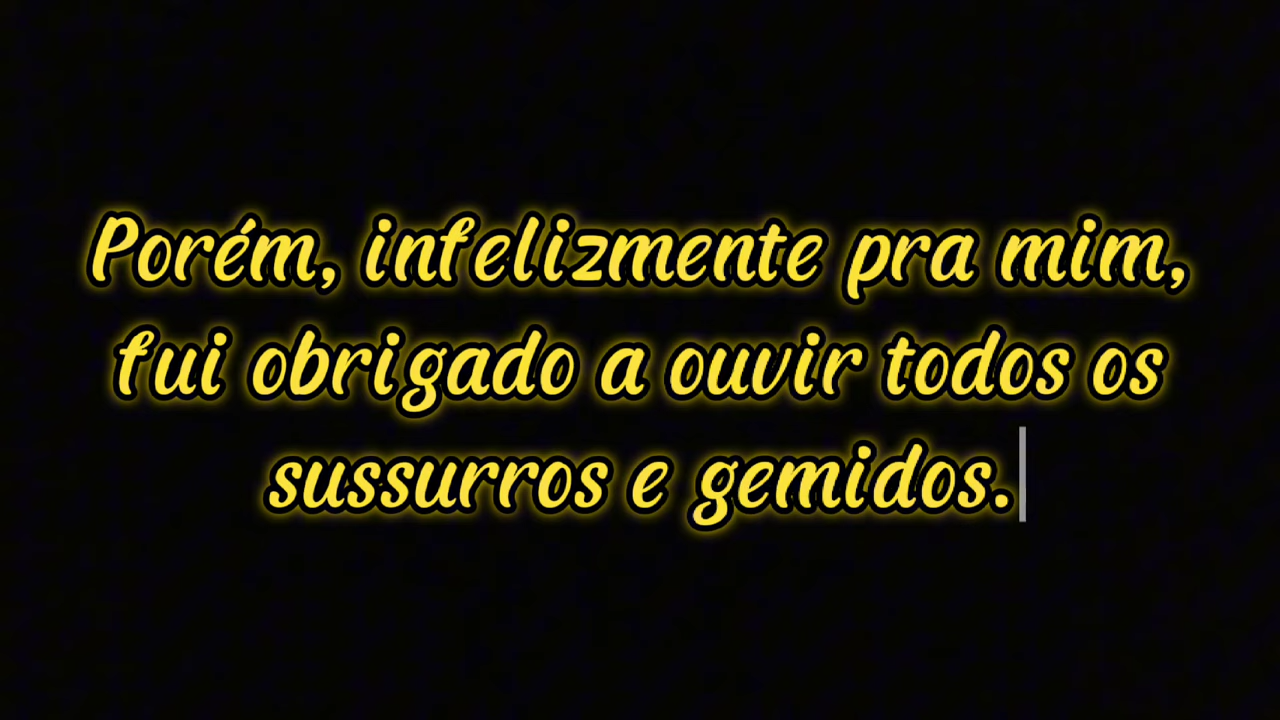 Porém, infelizmente pra mim,
fui obrigado a ouvir todos os
sussurros e gemidos.